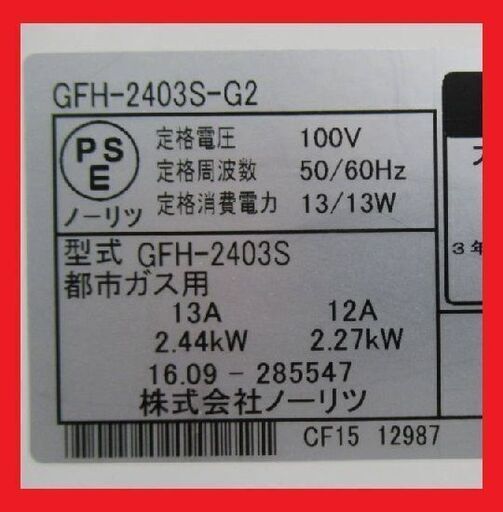 GFH-2403S-G2
PS
E
ノーリツ
定格電圧 100V
定格周波数 50/60Hz
定格消費電力 13/13W
型式 GFH-2403S
都市ガス用
13A 12A
2.44kW 2.27kW
16.09-285547
株式会社ノーリツ
CF15 12987
3年